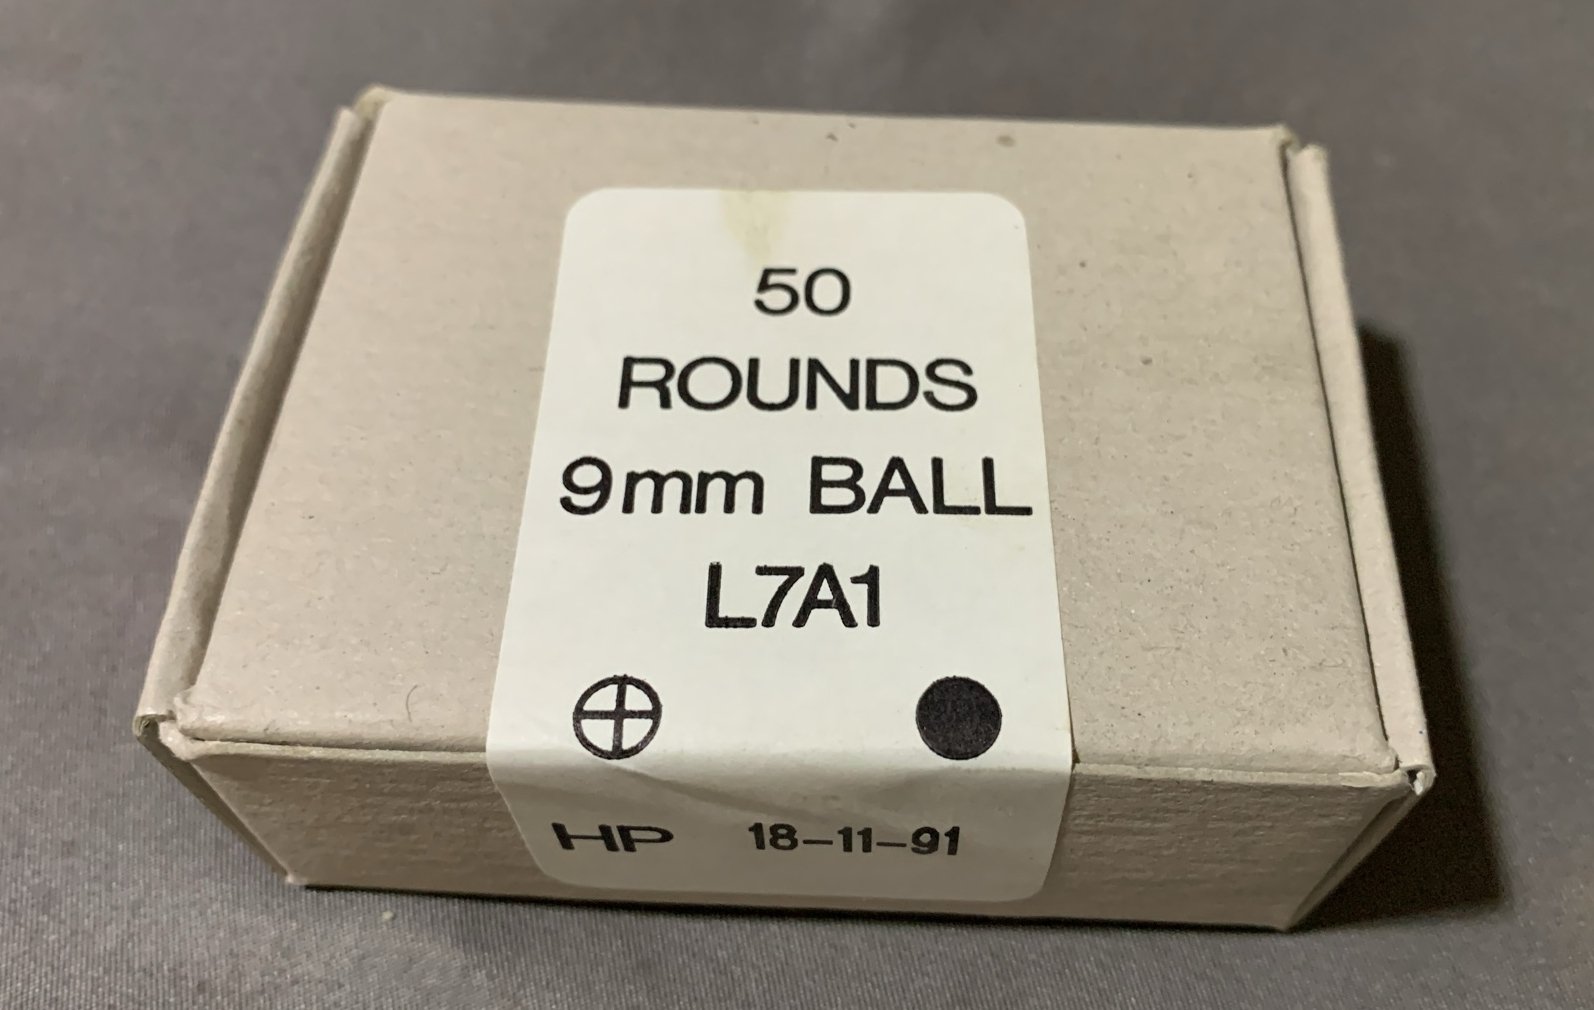 50
ROUNDS
9mm BALL
L7A1
HP 18-11-91